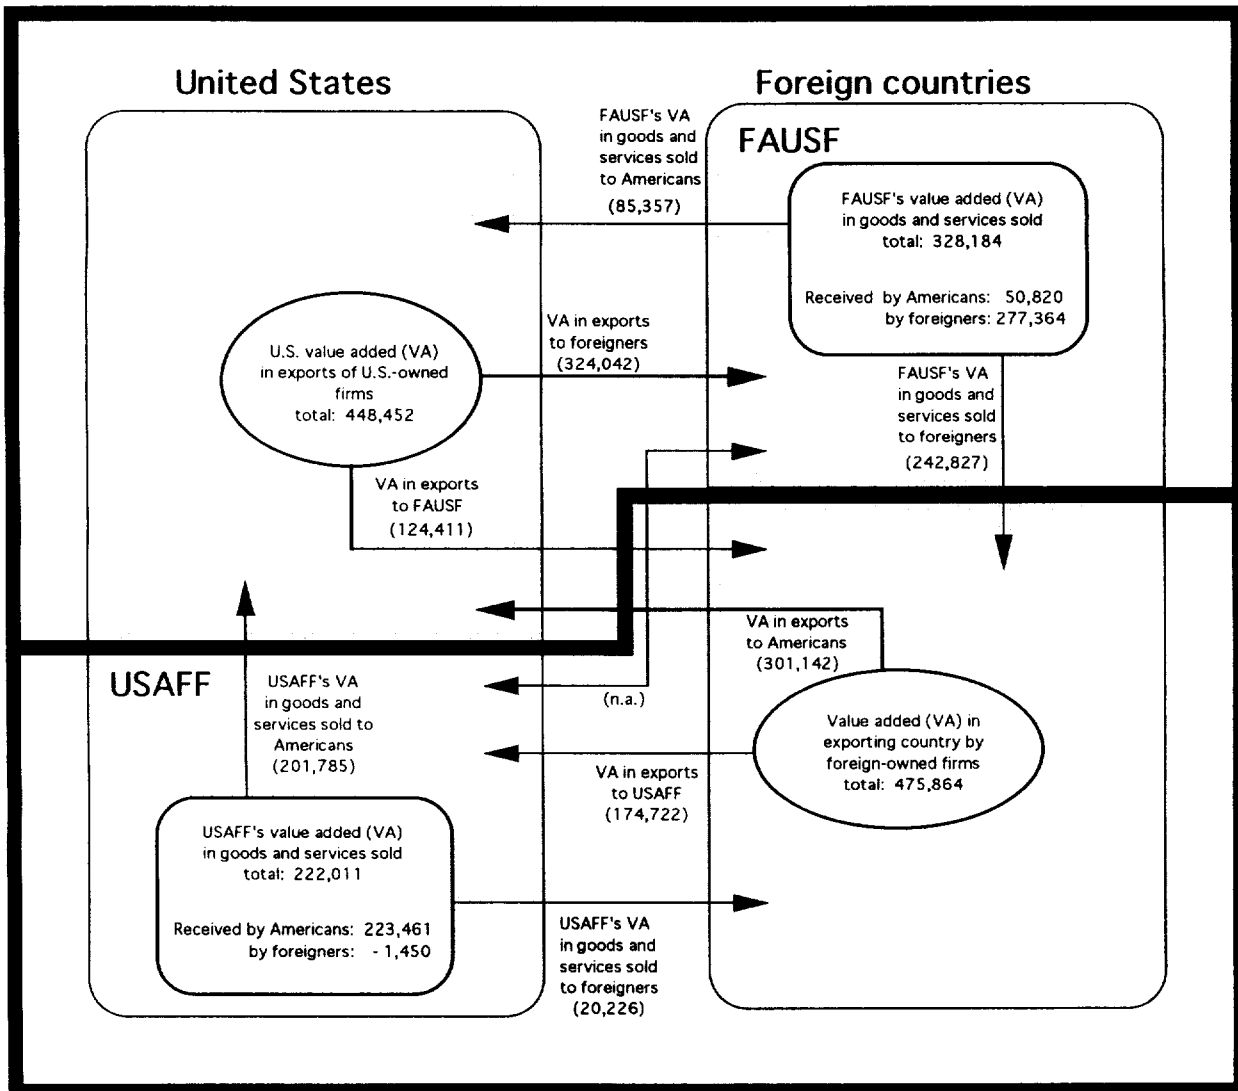 United States
Foreign countries
FAUSF's VA
in goods and
services sold
to Americans
(85,357)
FAUSF
FAUSF's value added (VA)
in goods and services sold
total: 328,184
Received by Americans: 50,820
by foreigners: 277,364
U.S. value added (VA)
in exports of U.S.-owned
firms
total: 448,452
VA in exports
to foreigners
(324,042)
FAUSF's VA
in goods and
services sold
to foreigners
(242,827)
VA in exports
to FAUSF
(124,411)
USAFF
USAFF's VA
in goods and
services sold to
Americans
(201,785)
(n.a.)
VA in exports
to Americans
(301,142)
Value added (VA) in
exporting country by
foreign-owned firms
total: 475,864
VA in exports
to USAFF
(174,722)
USAFF's value added (VA)
in goods and services sold
total: 222,011
Received by Americans: 223,461
by foreigners: - 1,450
USAFF's VA
in goods and
services sold
to foreigners
(20,226)